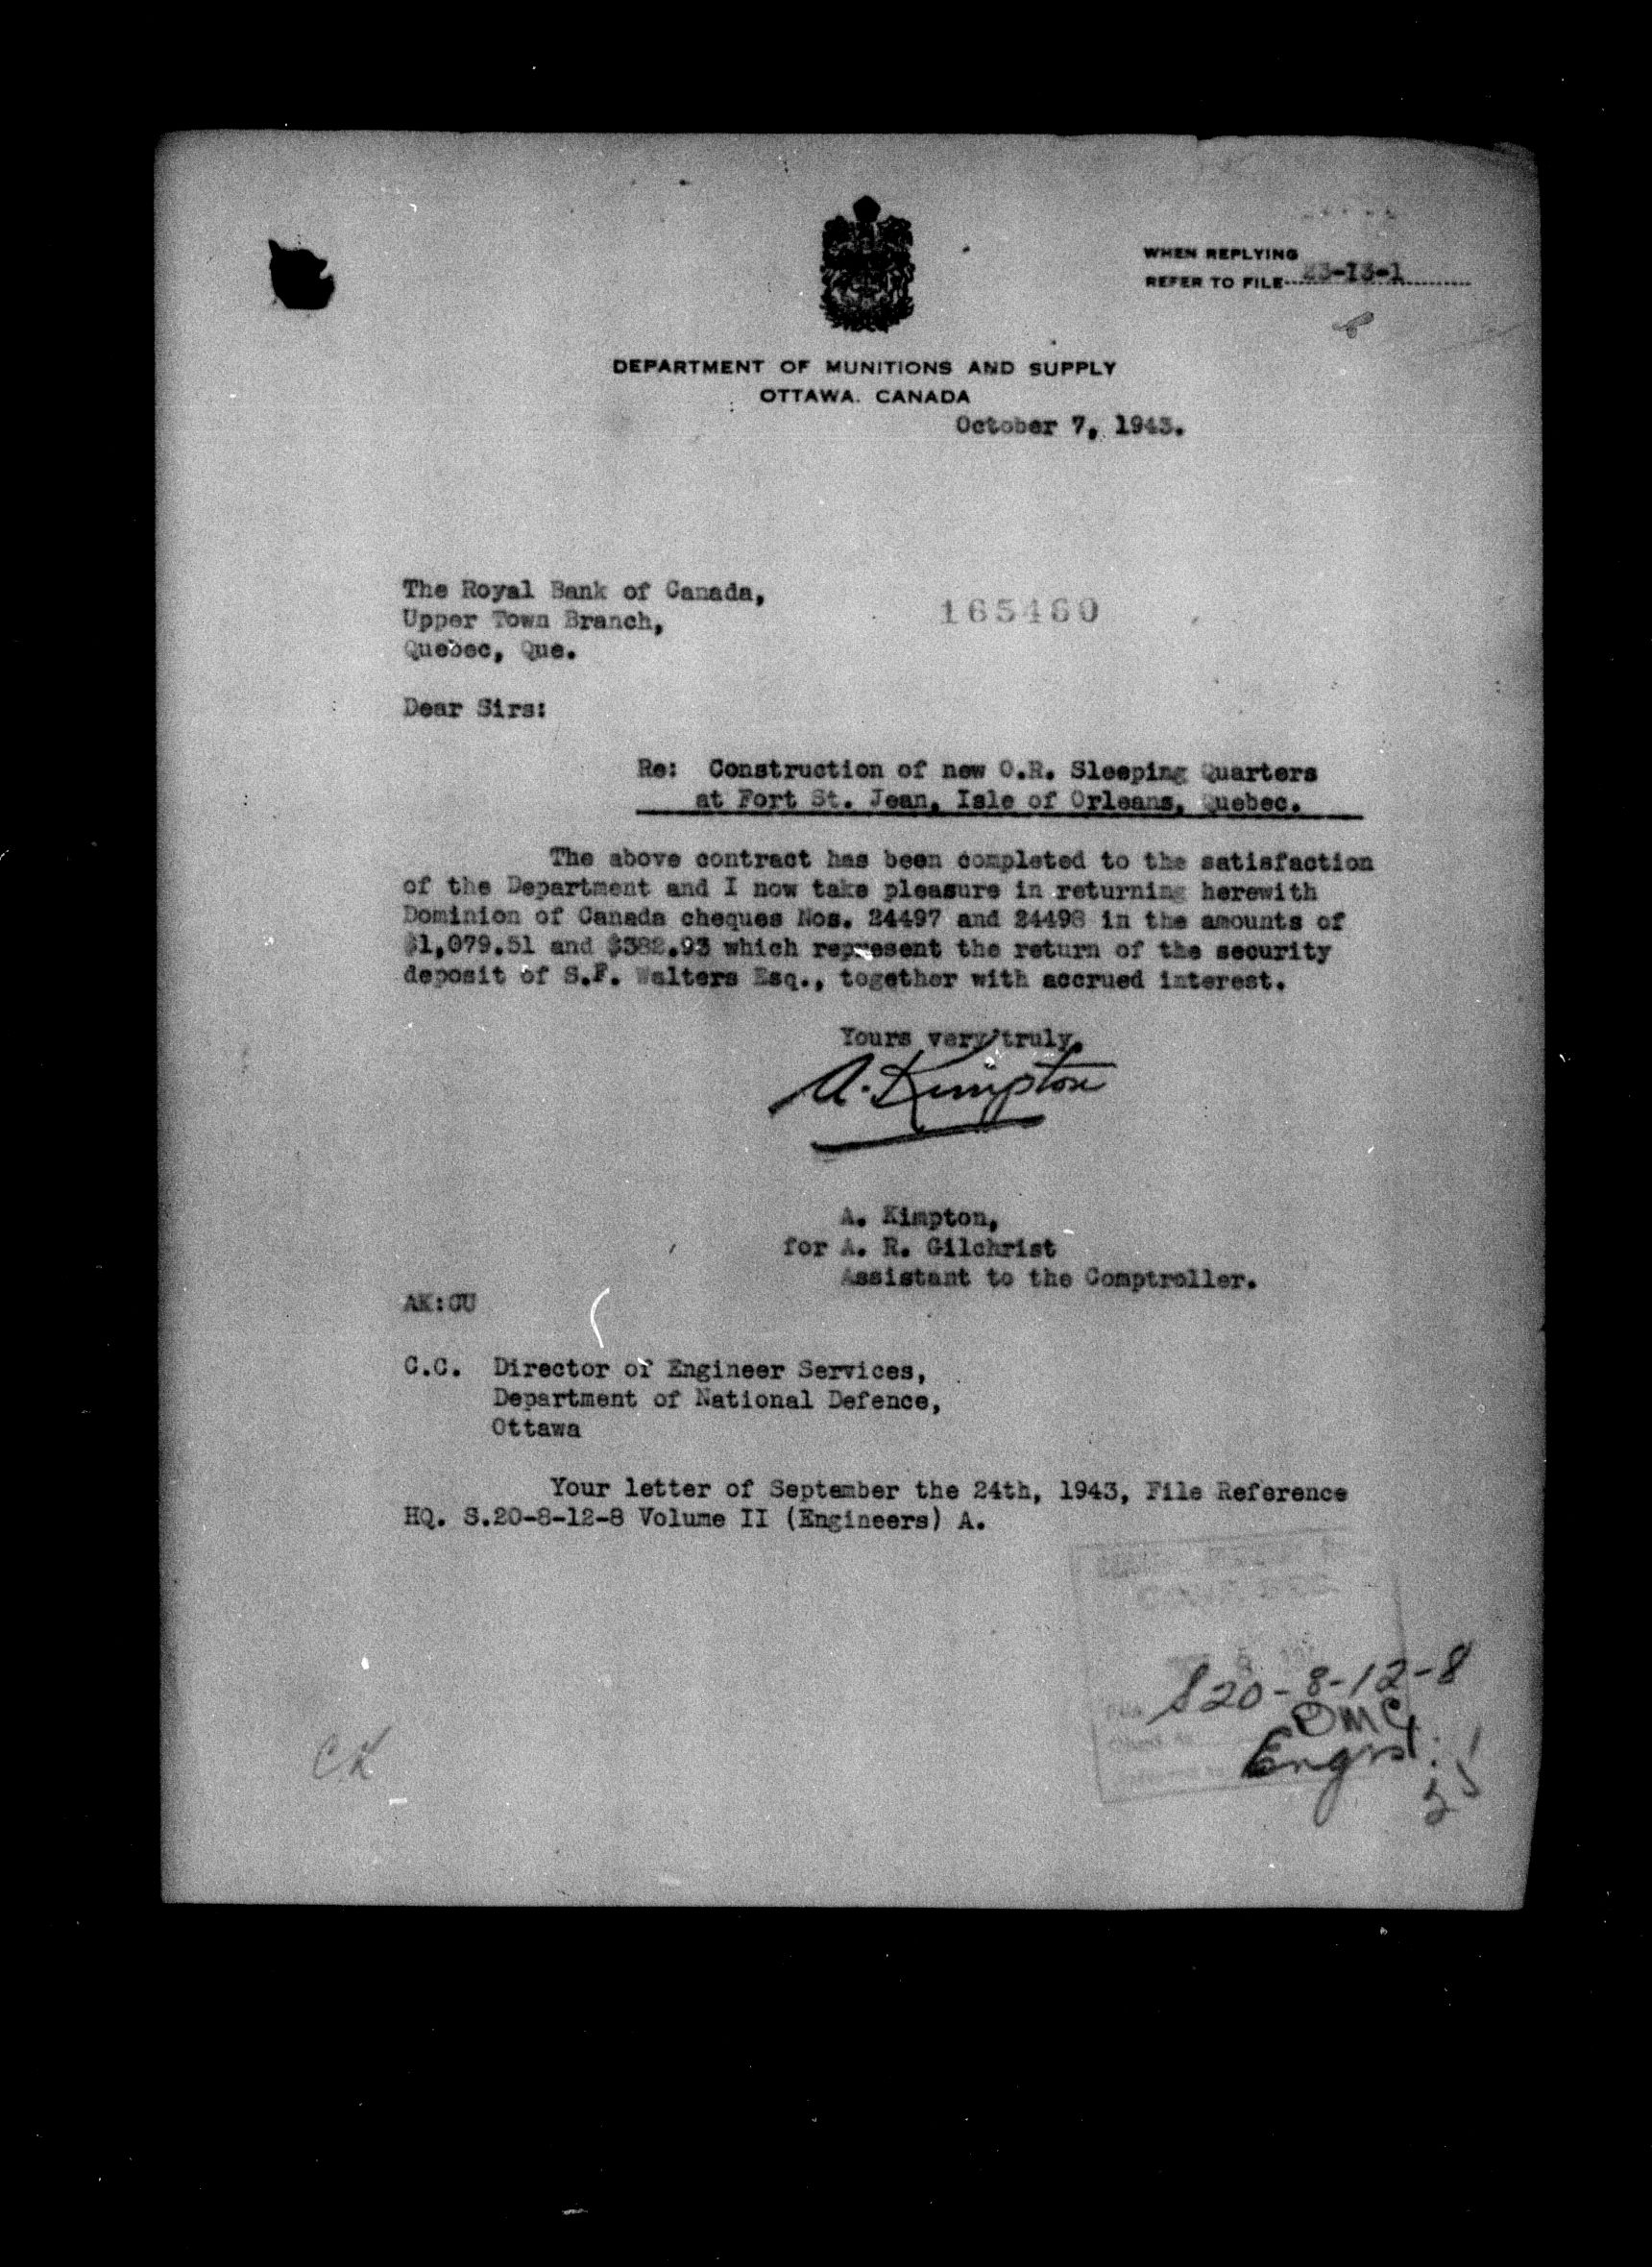 WHEN REPLYING
REFER TO FILE 23-13-1
DEPARTMENT OF MUNITIONS AND SUPPLY
OTTAWA. CANADA
October 7, 1943.
The Royal Bank of Canada,
Upper Town Branch,
Quebec, Que.
165460
Dear Sirs:
Re: Construction of new O.R. Sleeping Quarters
at Fort St. Jean, Isle of Orleans, Quebec.
The above contract has been completed to the satisfaction
of the Department and I now take pleasure in returning herewith
Dominion of Canada cheques Nos. 24497 and 24498 in the amounts of
$1,079.51 and $382.93 which represent the return of the security
deposit of S.F. Walters Esq., together with accrued interest.
Yours very truly,
A. Kimpton
A. Kimpton,
for A. R. Gilchrist
Assistant to the Comptroller.
AK:GU
C.C. Director of Engineer Services,
Department of National Defence,
Ottawa
Your letter of September the 24th, 1943, File Reference
HQ. S.20-8-12-8 Volume II (Engineers) A.
S20-8-12-8